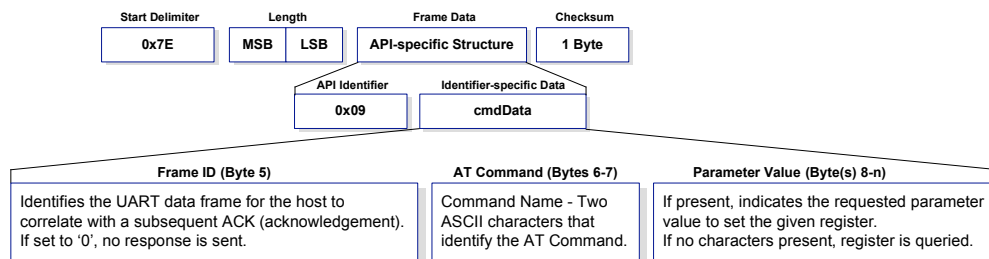 Start Delimiter
Length
Frame Data
Checksum
0x7E
MSB
LSB
API-specific Structure
1 Byte
API Identifier
Identifier-specific Data
0x09
cmdData
Frame ID (Byte 5)
Identifies the UART data frame for the host to
correlate with a subsequent ACK (acknowledgement).
If set to ‘0’, no response is sent.
AT Command (Bytes 6-7)
Command Name - Two
ASCII characters that
identify the AT Command.
Parameter Value (Byte(s) 8-n)
If present, indicates the requested parameter
value to set the given register.
If no characters present, register is queried.